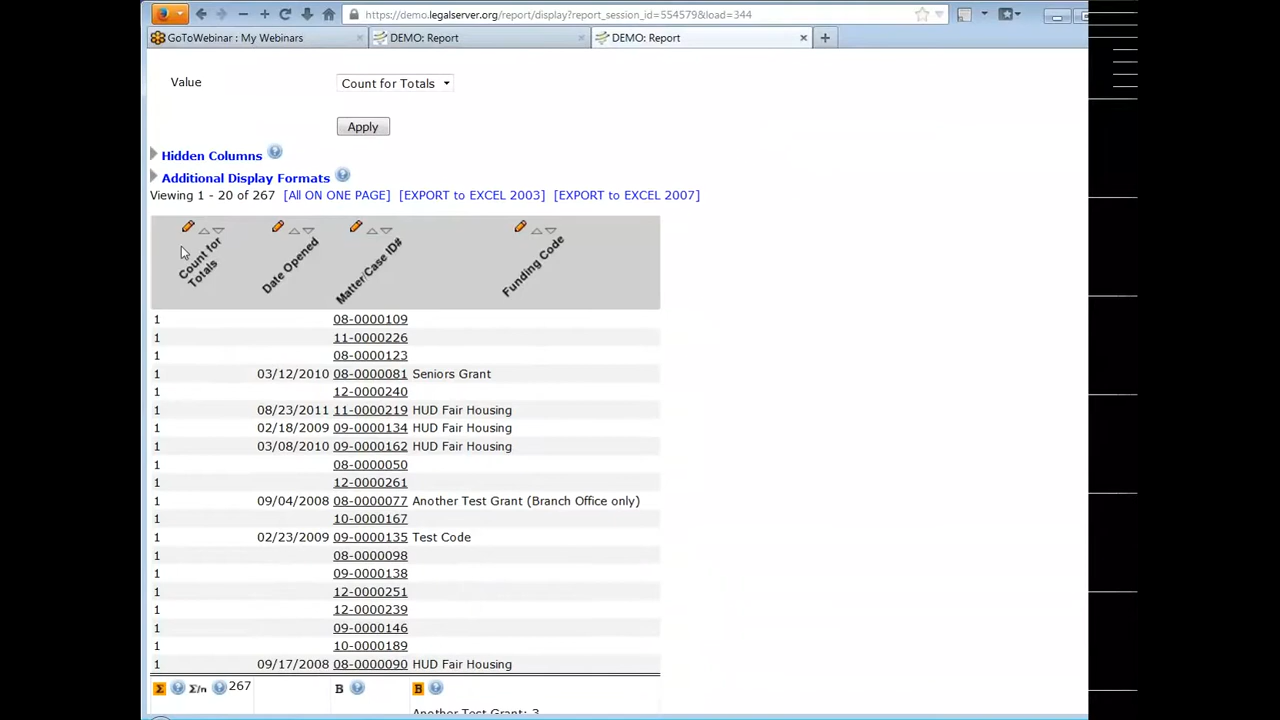 https://demo.legalserver.org/report/display?report_session_id=554579&load=344
GoToWebinar : My Webinars
DEMO: Report
DEMO: Report
Value
Count for Totals
Apply
Hidden Columns
Additional Display Formats
Viewing 1 - 20 of 267 [All ON ONE PAGE] [EXPORT to EXCEL 2003] [EXPORT to EXCEL 2007]
Count for Totals
Date Opened
Matter/Case ID#
Funding Code
1 08-0000109
1 11-0000226
1 08-0000123
1 03/12/2010 08-0000081 Seniors Grant
1 12-0000240
1 08/23/2011 11-0000219 HUD Fair Housing
1 02/18/2009 09-0000134 HUD Fair Housing
1 03/08/2010 09-0000162 HUD Fair Housing
1 08-0000050
1 12-0000261
1 09/04/2008 08-0000077 Another Test Grant (Branch Office only)
1 10-0000167
1 02/23/2009 09-0000135 Test Code
1 08-0000098
1 09-0000138
1 12-0000251
1 12-0000239
1 09-0000146
1 10-0000189
1 09/17/2008 08-0000090 HUD Fair Housing
Σ Σ/n 267 B B
Another Test Grant: 3